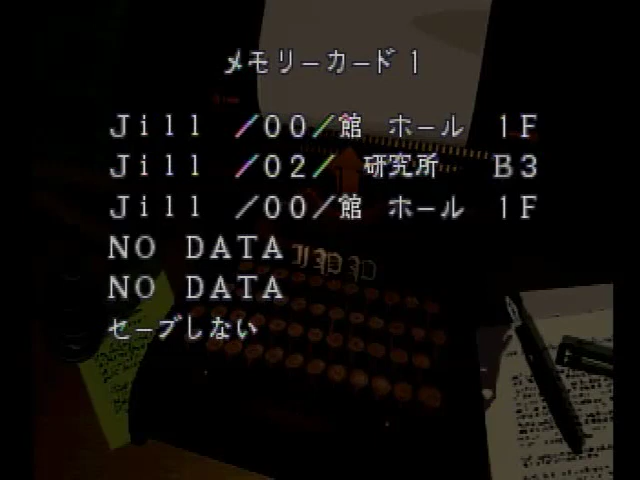 メモリーカード 1
Jill /00/館 ホール 1F
Jill /02/ 研究所 B3
Jill /00/館 ホール 1F
NO DATA
NO DATA
セーブしない